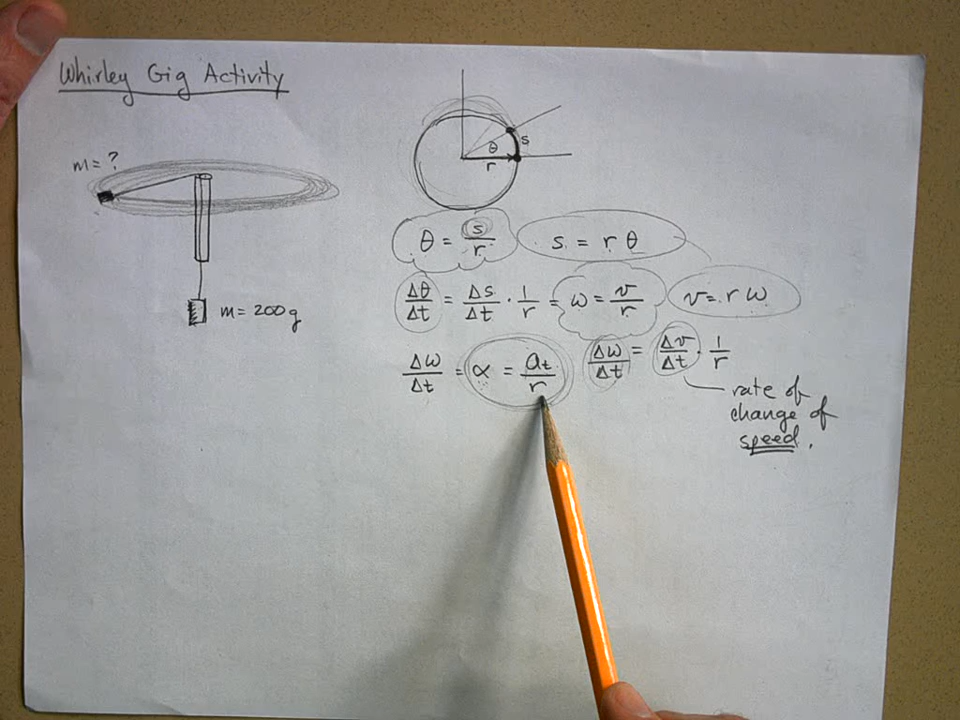 Whirley Gig Activity
m = ?
m = 200 g
θ
s
r
θ = s/r
s = r θ
Δθ/Δt = Δs/Δt · 1/r = ω = v/r
v = r ω
Δω/Δt = α = at/r
Δω/Δt = Δv/Δt · 1/r
rate of
change of
speed.